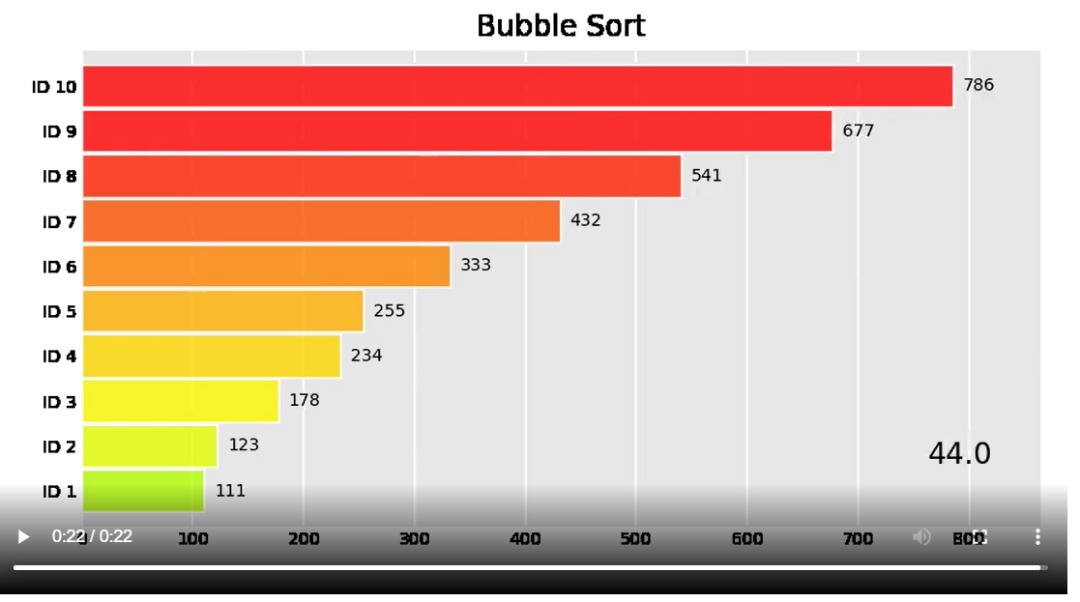 Bubble Sort
ID 10 786
ID 9 677
ID 8 541
ID 7 432
ID 6 333
ID 5 255
ID 4 234
ID 3 178
ID 2 123
44.0
ID 1 111
0:22 / 0:22
0 100 200 300 400 500 600 700 800